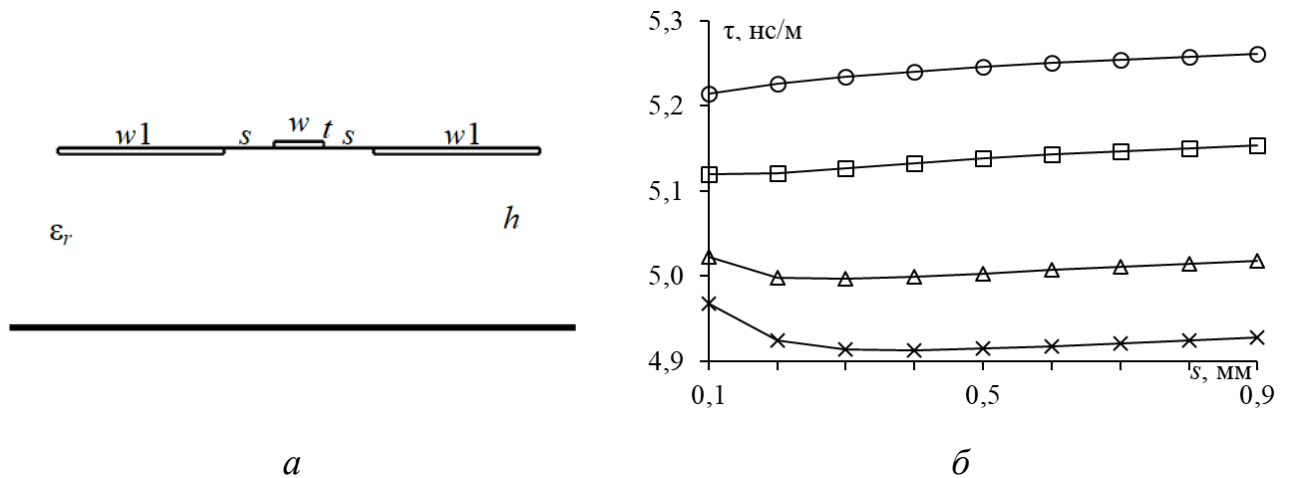 w1 s w t s w1
εr h
а
5,3
τ, нс/м
5,2
5,1
5,0
4,9
s, мм
0,1 0,5 0,9
б